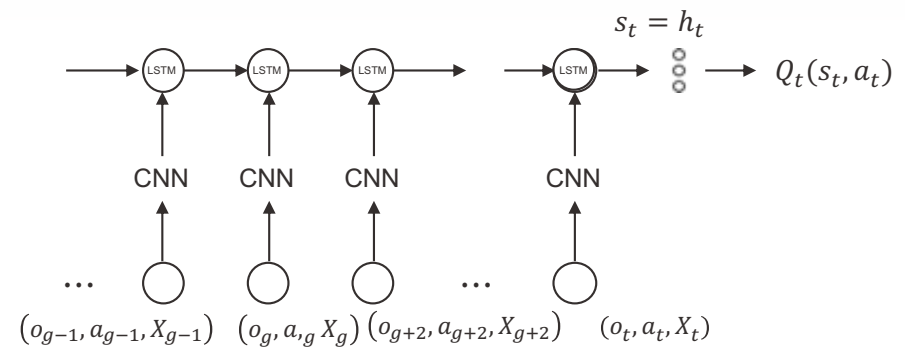 s_t = h_t
LSTM LSTM LSTM LSTM Q_t(s_t, a_t)
CNN CNN CNN CNN
... ...
(o_{g-1}, a_{g-1}, X_{g-1}) (o_g, a_{,g} X_g) (o_{g+2}, a_{g+2}, X_{g+2}) (o_t, a_t, X_t)